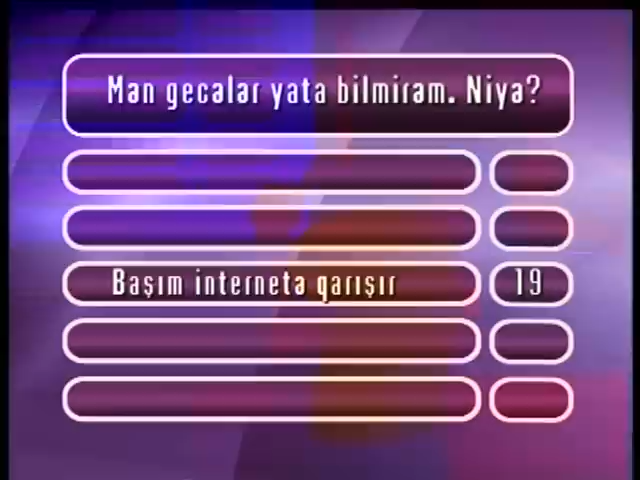 Mən gecələr yata bilmirəm. Niyə?
Başım internetə qarışır 19